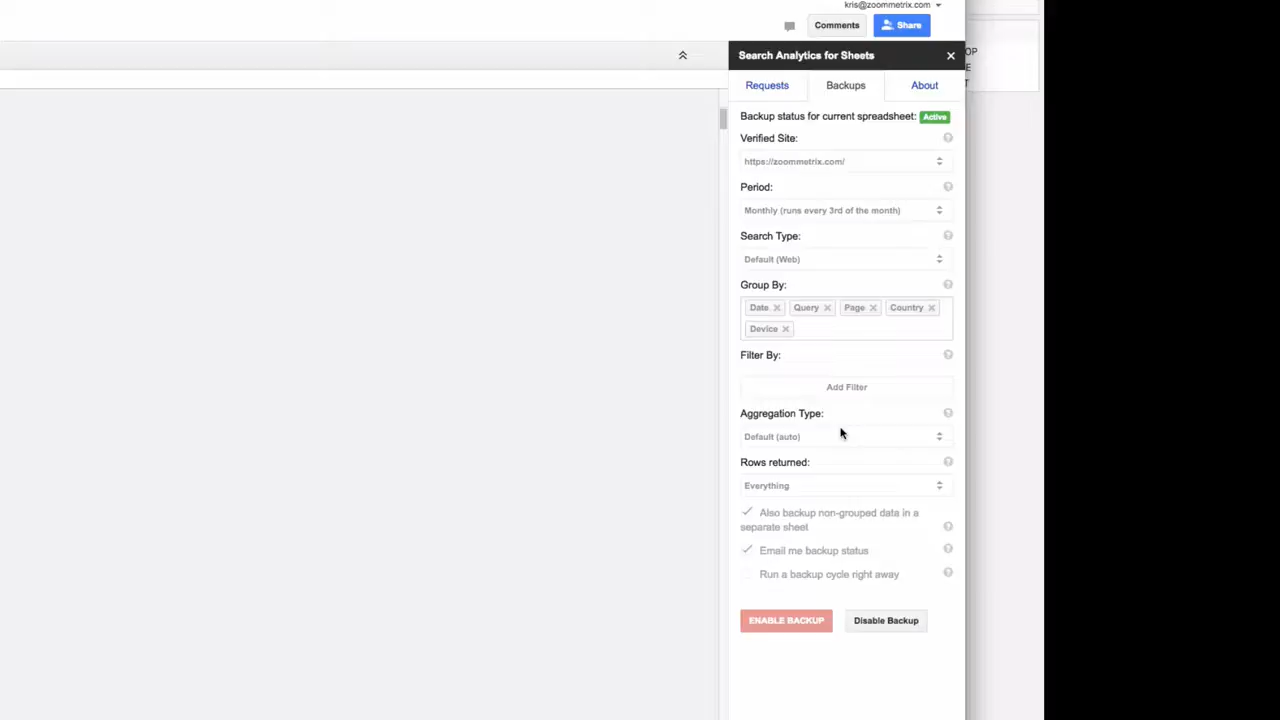 kris@zoommetrix.com
Comments
Share
Search Analytics for Sheets
Requests
Backups
About
Backup status for current spreadsheet: Active
Verified Site:
https://zoommetrix.com/
Period:
Monthly (runs every 3rd of the month)
Search Type:
Default (Web)
Group By:
Date Query Page Country
Device
Filter By:
Add Filter
Aggregation Type:
Default (auto)
Rows returned:
Everything
Also backup non-grouped data in a
separate sheet
Email me backup status
Run a backup cycle right away
ENABLE BACKUP
Disable Backup
OP
E
T